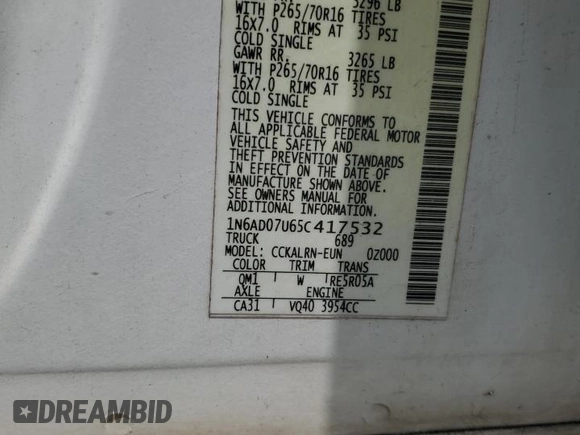 3296 LB
WITH P265/70R16 TIRES
16X7.0 RIMS AT 35 PSI
COLD SINGLE
GAWR RR. 3265 LB
WITH P265/70R16 TIRES
16X7.0 RIMS AT 35 PSI
COLD SINGLE
THIS VEHICLE CONFORMS TO
ALL APPLICABLE FEDERAL MOTOR
VEHICLE SAFETY AND
THEFT PREVENTION STANDARDS
IN EFFECT ON THE DATE OF
MANUFACTURE SHOWN ABOVE.
SEE OWNERS MANUAL FOR
ADDITIONAL INFORMATION.
1N6AD07U65C417532
TRUCK 689
MODEL: CCKALRN-EUN 0Z000
COLOR TRIM TRANS
QM1 W RE5R05A
AXLE ENGINE
CA31 VQ40 3954CC
DREAMBID